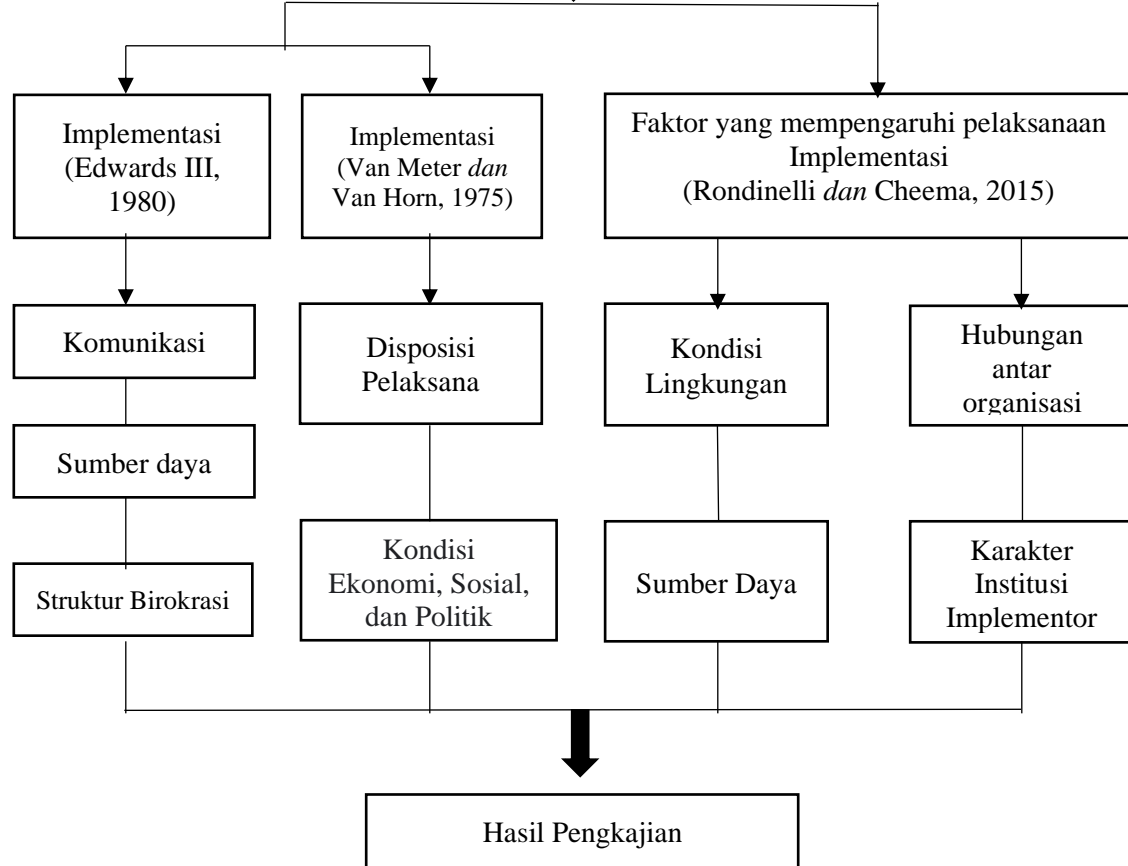 Implementasi
(Edwards III,
1980)
Implementasi
(Van Meter dan
Van Horn, 1975)
Faktor yang mempengaruhi pelaksanaan
Implementasi
(Rondinelli dan Cheema, 2015)
Komunikasi
Disposisi
Pelaksana
Kondisi
Lingkungan
Hubungan
antar
organisasi
Sumber daya
Struktur Birokrasi
Kondisi
Ekonomi, Sosial,
dan Politik
Sumber Daya
Karakter
Institusi
Implementor
Hasil Pengkajian